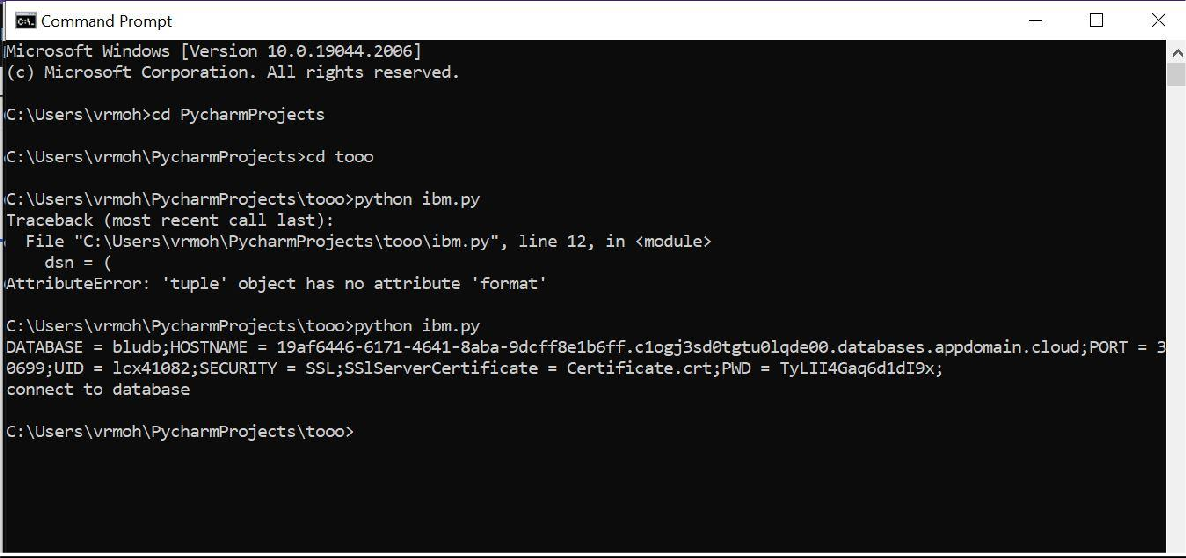 Command Prompt
Microsoft Windows [Version 10.0.19044.2006]
(c) Microsoft Corporation. All rights reserved.
C:\Users\vrmoh>cd PycharmProjects
C:\Users\vrmoh\PycharmProjects>cd tooo
C:\Users\vrmoh\PycharmProjects\tooo>python ibm.py
Traceback (most recent call last):
  File "C:\Users\vrmoh\PycharmProjects\tooo\ibm.py", line 12, in <module>
    dsn = (
AttributeError: 'tuple' object has no attribute 'format'
C:\Users\vrmoh\PycharmProjects\tooo>python ibm.py
DATABASE = bludb;HOSTNAME = 19af6446-6171-4641-8aba-9dcff8e1b6ff.c1ogj3sd0tgtu0lqde00.databases.appdomain.cloud;PORT = 3
0699;UID = lcx41082;SECURITY = SSL;SSlServerCertificate = Certificate.crt;PWD = TyLII4Gaq6d1dI9x;
connect to database
C:\Users\vrmoh\PycharmProjects\tooo>